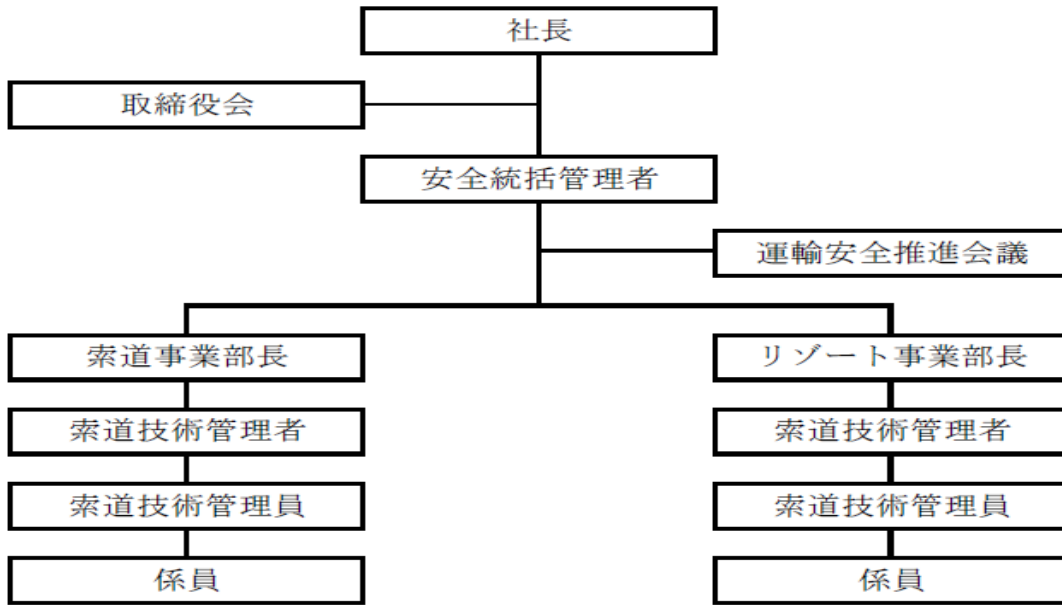 社長
取締役会
安全統括管理者
運輸安全推進会議
索道事業部長
リゾート事業部長
索道技術管理者
索道技術管理者
索道技術管理員
索道技術管理員
係員
係員